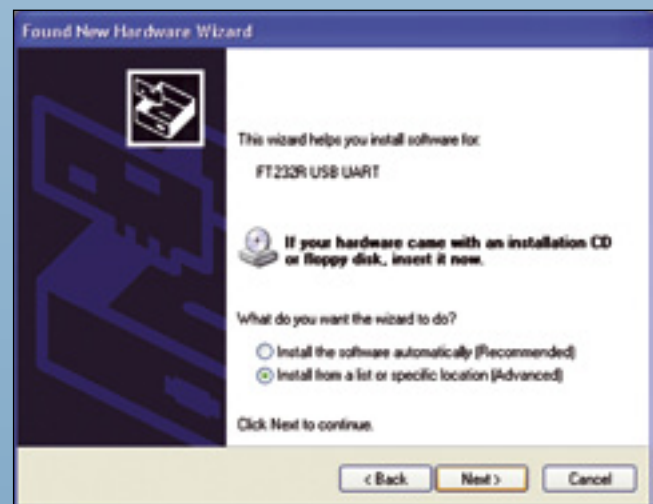 Found New Hardware Wizard
This wizard helps you install software for:
FT232R USB UART
If your hardware came with an installation CD
or floppy disk, insert it now.
What do you want the wizard to do?
Install the software automatically (Recommended)
Install from a list or specific location (Advanced)
Click Next to continue.
< Back
Next >
Cancel